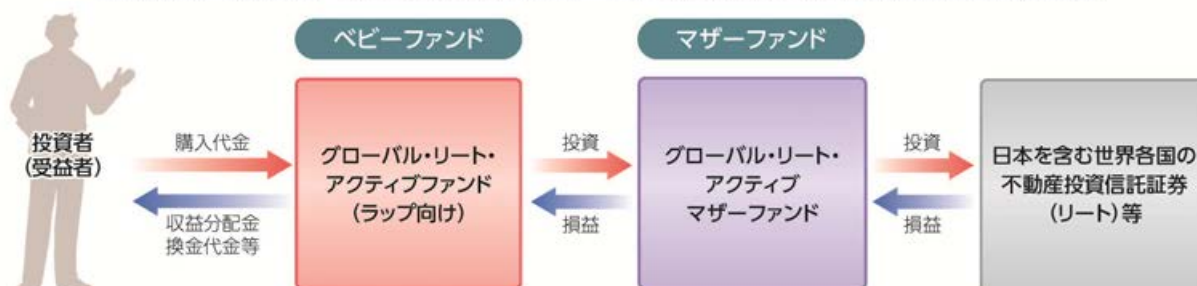 ベビーファンド
マザーファンド
投資者
(受益者)
購入代金
収益分配金
換金代金等
グローバル・リート・
アクティブファンド
(ラップ向け)
投資
損益
グローバル・リート・
アクティブ
マザーファンド
投資
損益
日本を含む世界各国の
不動産投資信託証券
(リート)等